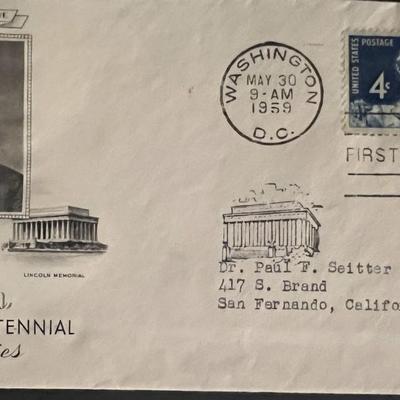 WASHINGTON
MAY 30
9-AM
1959
D.C.
UNITED STATES
POSTAGE
4c
FIRST
LINCOLN MEMORIAL
Dr. Paul F. Seitter
417 S. Brand
San Fernando, Califo
TENNIAL